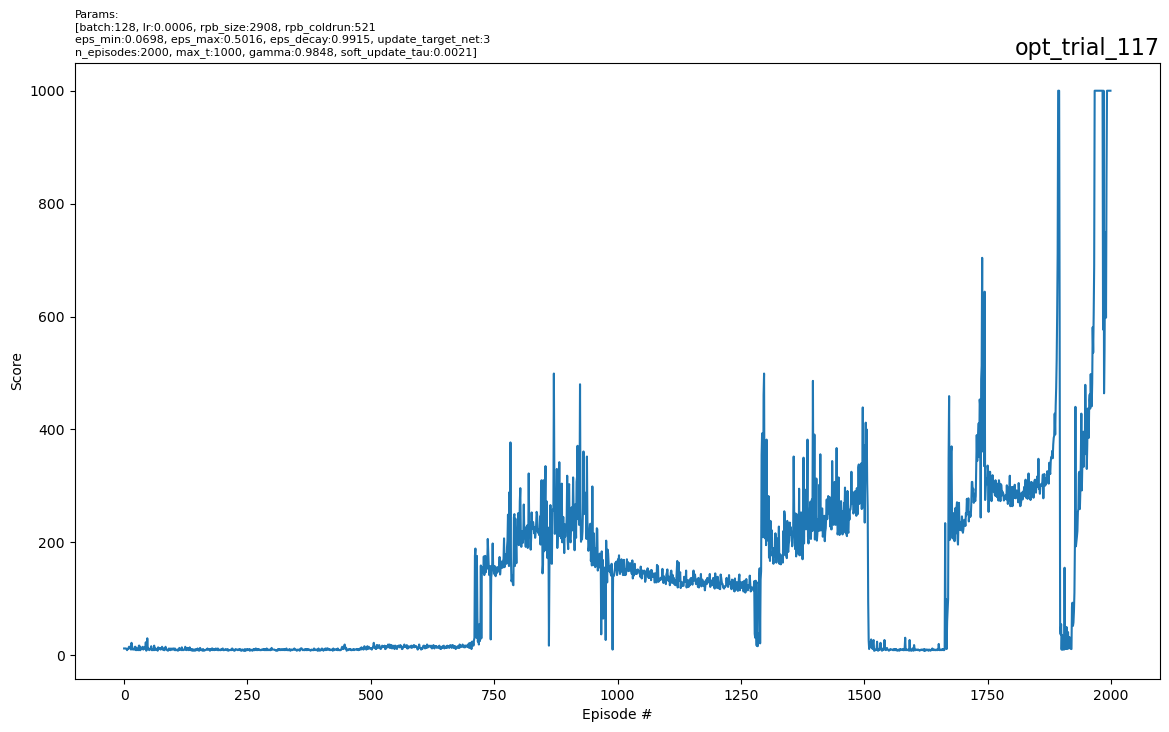 Params:
[batch:128, lr:0.0006, rpb_size:2908, rpb_coldrun:521
eps_min:0.0698, eps_max:0.5016, eps_decay:0.9915, update_target_net:3
n_episodes:2000, max_t:1000, gamma:0.9848, soft_update_tau:0.0021]
opt_trial_117
1000
800
600
400
200
0
Score
0 250 500 750 1000 1250 1500 1750 2000
Episode #